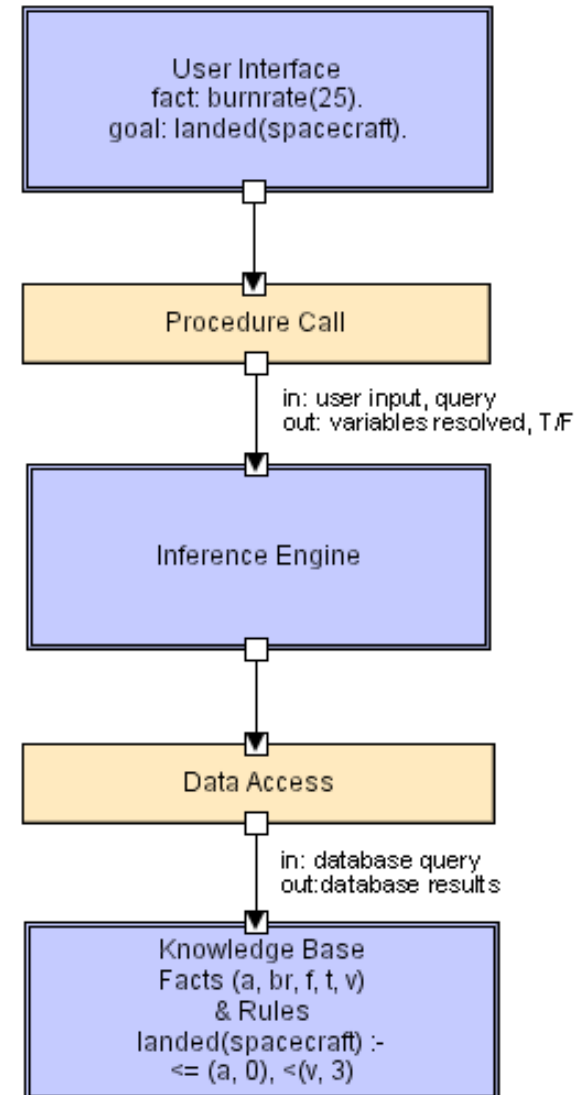 User Interface
fact: burnrate(25).
goal: landed(spacecraft).
Procedure Call
in: user input, query
out: variables resolved, T/F
Inference Engine
Data Access
in: database query
out:database results
Knowledge Base
Facts (a, br, f, t, v)
& Rules
landed(spacecraft) :-
<= (a, 0), <(v, 3)